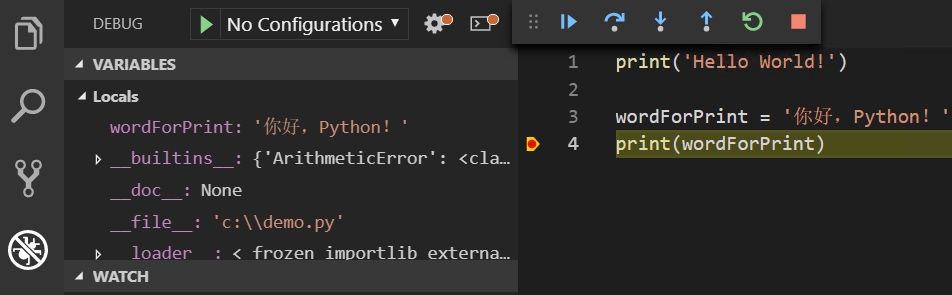 DEBUG
No Configurations
VARIABLES
Locals
wordForPrint: '你好，Python！'
__builtins__: {'ArithmeticError': <cla…
__doc__: None
__file__: 'c:\\demo.py'
__loader__: <_frozen_importlib_externa…
WATCH
1 print('Hello World!')
2
3 wordForPrint = '你好，Python！'
4 print(wordForPrint)